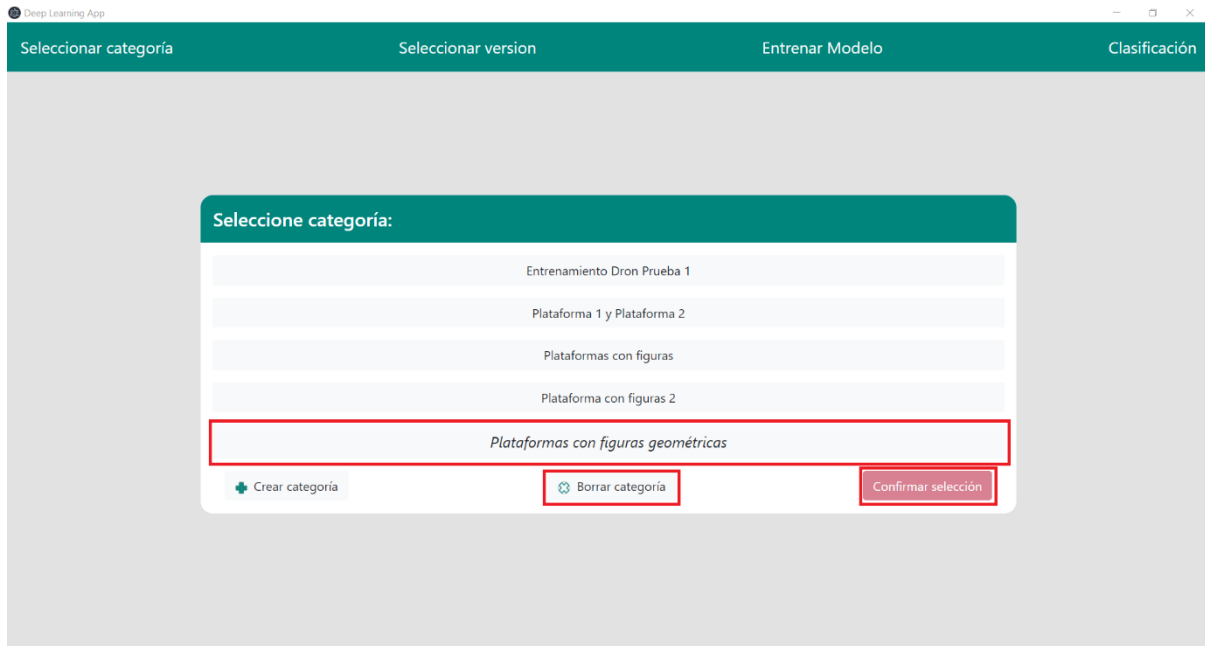 Deep Learning App
Seleccionar categoría Seleccionar version Entrenar Modelo Clasificación
Seleccione categoría:
Entrenamiento Dron Prueba 1
Plataforma 1 y Plataforma 2
Plataformas con figuras
Plataforma con figuras 2
Plataformas con figuras geométricas
Crear categoría Borrar categoría Confirmar selección